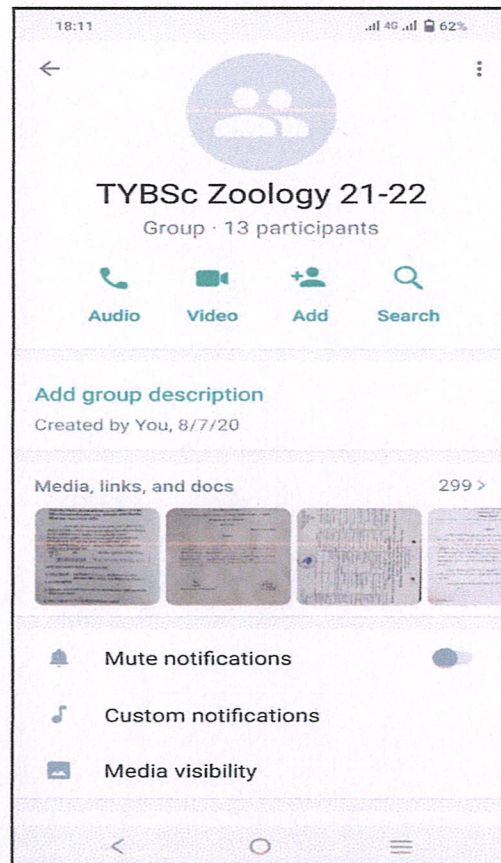 18:11 4G 62%
TYBSc Zoology 21-22
Group · 13 participants
Audio Video Add Search
Add group description
Created by You, 8/7/20
Media, links, and docs 299 >
Mute notifications
Custom notifications
Media visibility